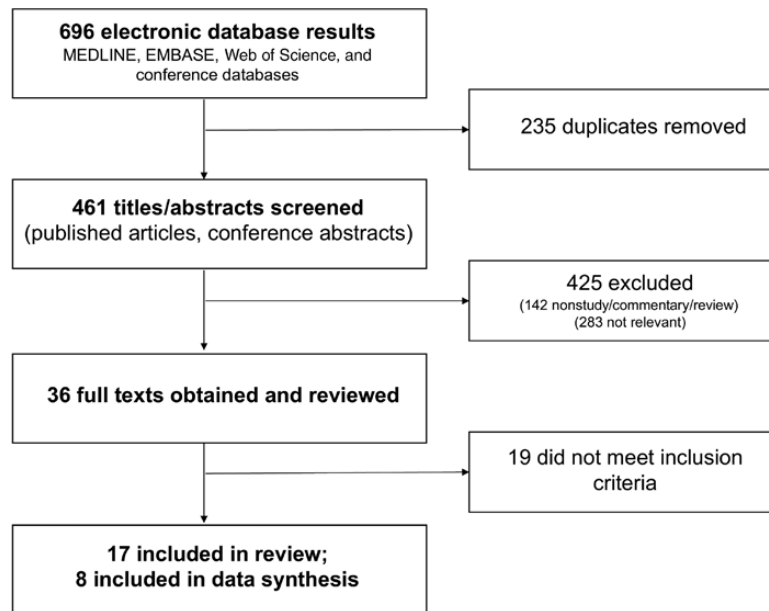 696 electronic database results
MEDLINE, EMBASE, Web of Science, and
conference databases
235 duplicates removed
461 titles/abstracts screened
(published articles, conference abstracts)
425 excluded
(142 nonstudy/commentary/review)
(283 not relevant)
36 full texts obtained and reviewed
19 did not meet inclusion
criteria
17 included in review;
8 included in data synthesis